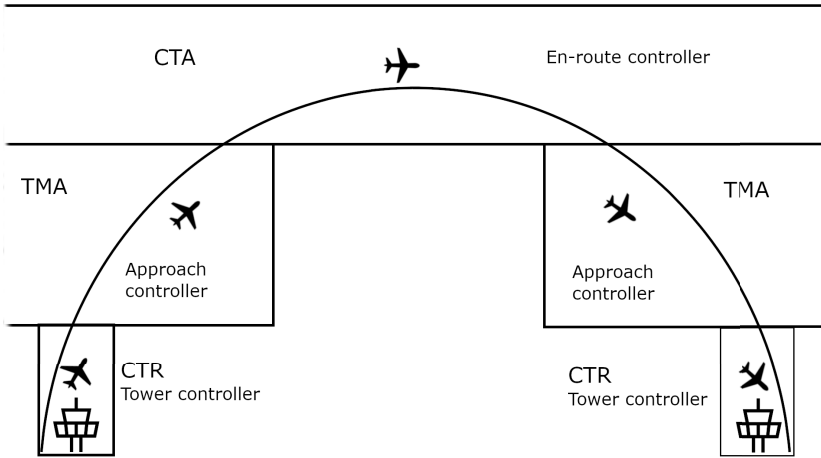 CTA
En-route controller
TMA
TMA
Approach
controller
Approach
controller
CTR
Tower controller
CTR
Tower controller